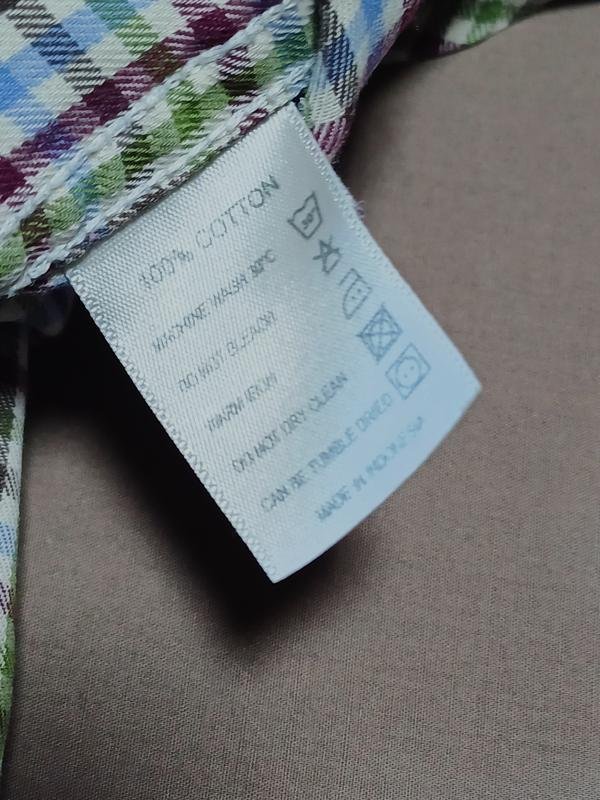 100% COTTON
MACHINE WASH 30°C
DO NOT BLEACH
WARM IRON
DO NOT DRY CLEAN
CAN BE TUMBLE DRIED
MADE IN INDONESIA